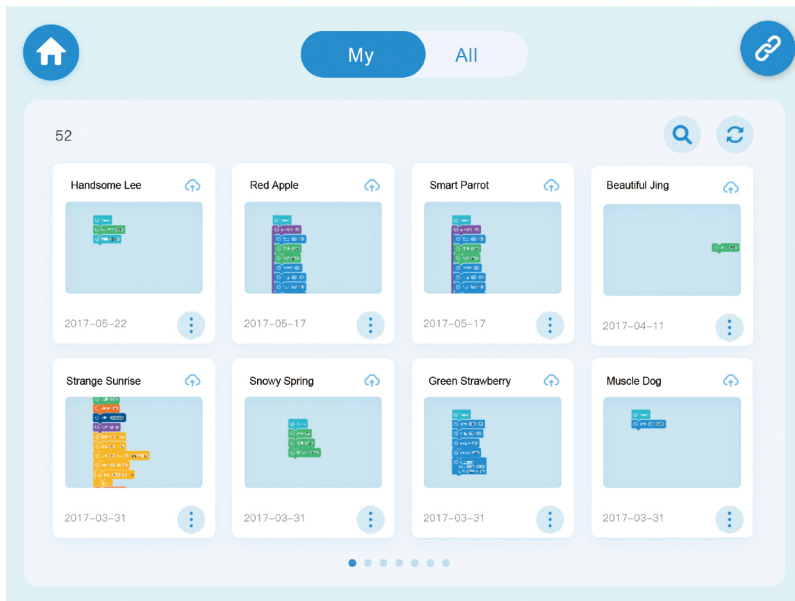 My
All
52
Handsome Lee
Red Apple
Smart Parrot
Beautiful Jing
2017-05-22
2017-05-17
2017-05-17
2017-04-11
Strange Sunrise
Snowy Spring
Green Strawberry
Muscle Dog
2017-03-31
2017-03-31
2017-03-31
2017-03-31